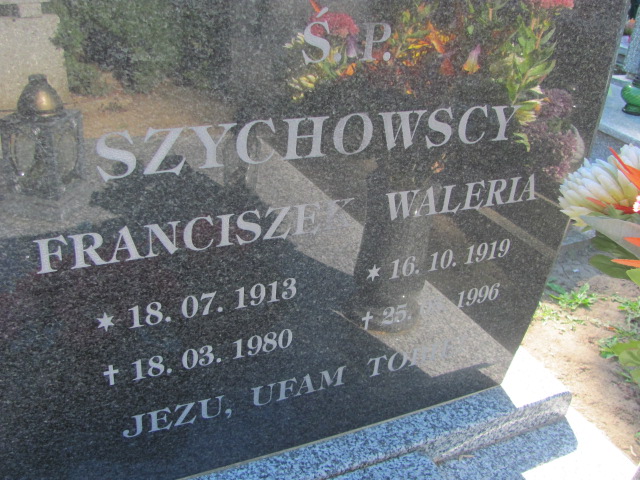 Ś. P.
SZYCHOWSCY
FRANCISZEK WALERIA
* 18. 07. 1913 * 16. 10. 1919
† 18. 03. 1980 † 25. 1996
JEZU, UFAM TOBIE